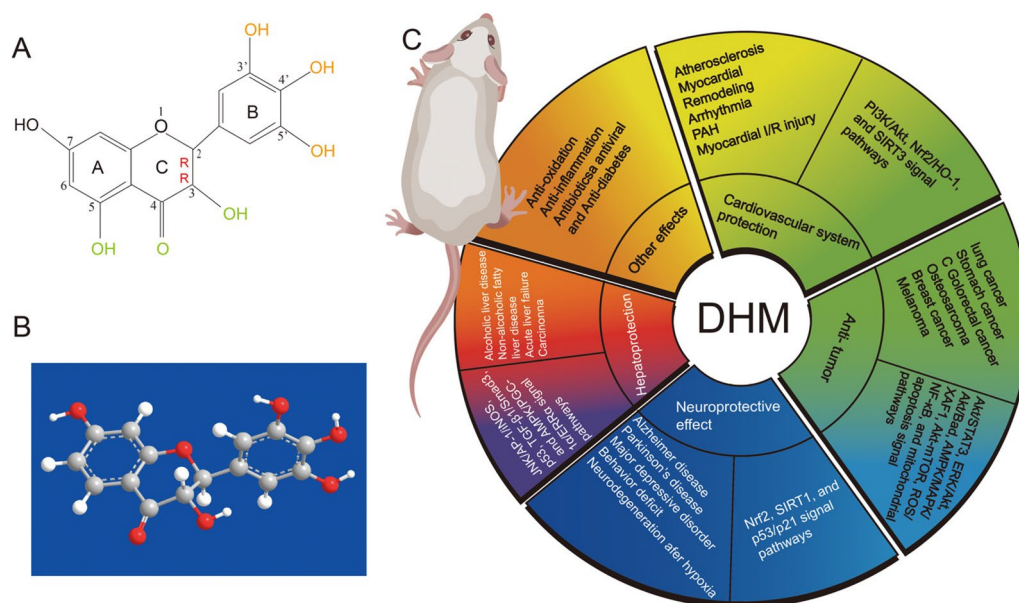 A
OH
3'
OH
4'
B
5'
OH
HO
7
O
1
2
A
C
R
R
6
5
4
3
OH
OH
O
B
C
Atherosclerosis
Myocardial
Remodeling
Arrhythmia
PAH
Myocardial I/R injury
PI3K/Akt, Nrf2/HO-1,
and SIRT3 signal
pathways
Cardiovascular system
protection
Anti-oxidation
Anti-inflammation
Antibioticsa antiviral
and Anti-diabetes
Other effects
DHM
lung cancer
Stomach cancer
C Golorectal cancer
Osteosarcoma
Breast cancer
Melanoma
Anti- tumor
Akt/STAT3, ERK/Akt,
Akt/Bad, AMPK/MAPK/
XAF1, Akt/mTOR, ROS/
NF-κB, and mitochondrial
apoptosis signal
pathways
Alcoholic liver disease
Non-alcoholic fatty
liver disease
Acute liver failure
Carcinonna
Hepatoprotection
JNK/AP-1/iNOS,
p53, TGF-β1/Smad3,
and AMPK/PGC-
1α/ERRα signal
pathways
Neuroprotective
effect
Alzheimer disease
Parkinson's disease
Major depressive disorder
Behavior deficit
Neurodegeneration afer hypoxia
Nrf2, SIRT1, and
p53/p21 signal
pathways